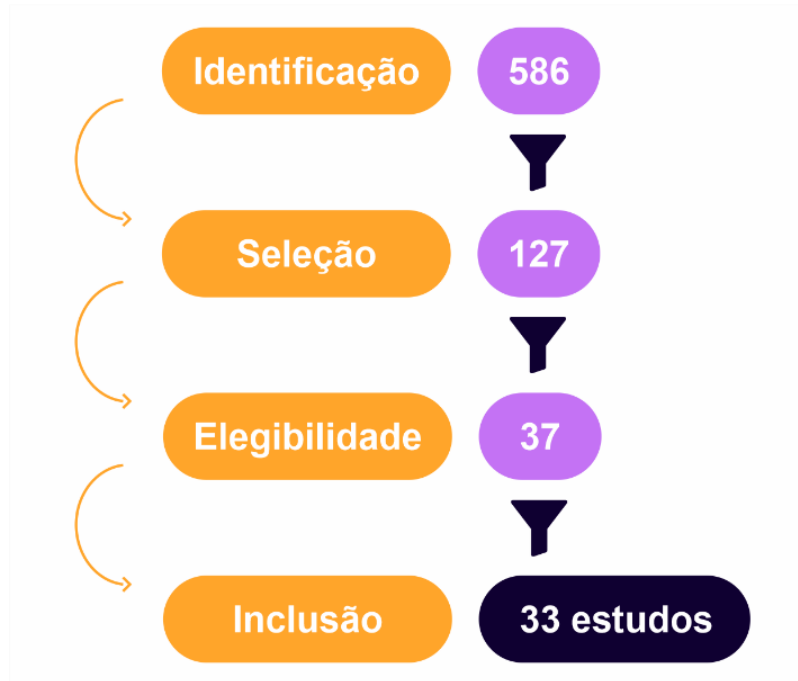 Identificação 586
Seleção 127
Elegibilidade 37
Inclusão 33 estudos